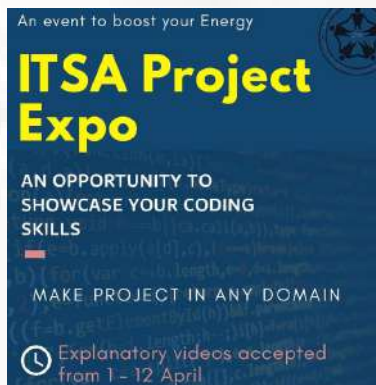 An event to boost your Energy
ITSA Project
Expo
AN OPPORTUNITY TO
SHOWCASE YOUR CODING
SKILLS
MAKE PROJECT IN ANY DOMAIN
Explanatory videos accepted
from 1 - 12 April